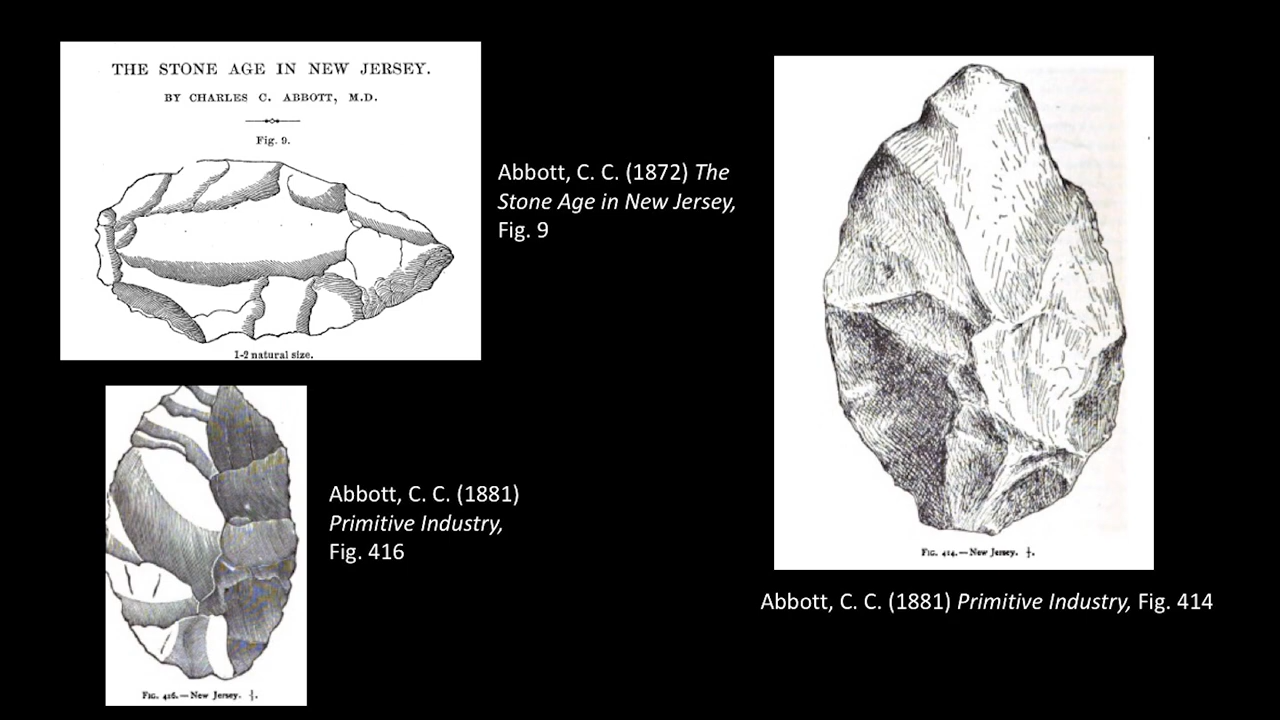 THE STONE AGE IN NEW JERSEY.
BY CHARLES C. ABBOTT, M.D.
Fig. 9.
1-2 natural size.
Abbott, C. C. (1872) The
Stone Age in New Jersey,
Fig. 9
Fig. 416.—New Jersey.
Abbott, C. C. (1881)
Primitive Industry,
Fig. 416
Fig. 414.—New Jersey.
Abbott, C. C. (1881) Primitive Industry, Fig. 414